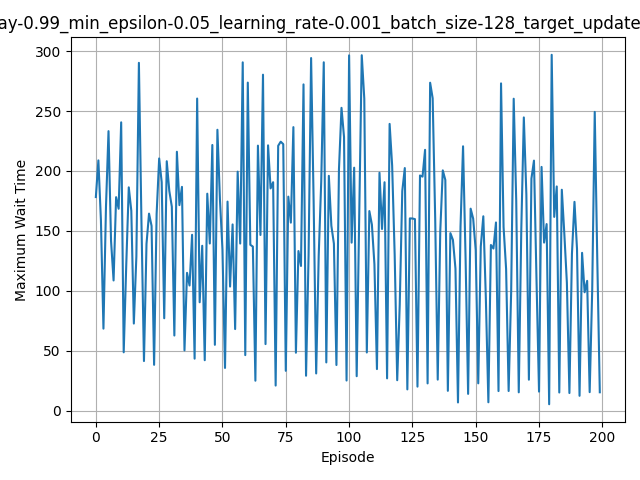 ay-0.99_min_epsilon-0.05_learning_rate-0.001_batch_size-128_target_update
300
250
200
150
100
50
0
Maximum Wait Time
0 25 50 75 100 125 150 175 200
Episode